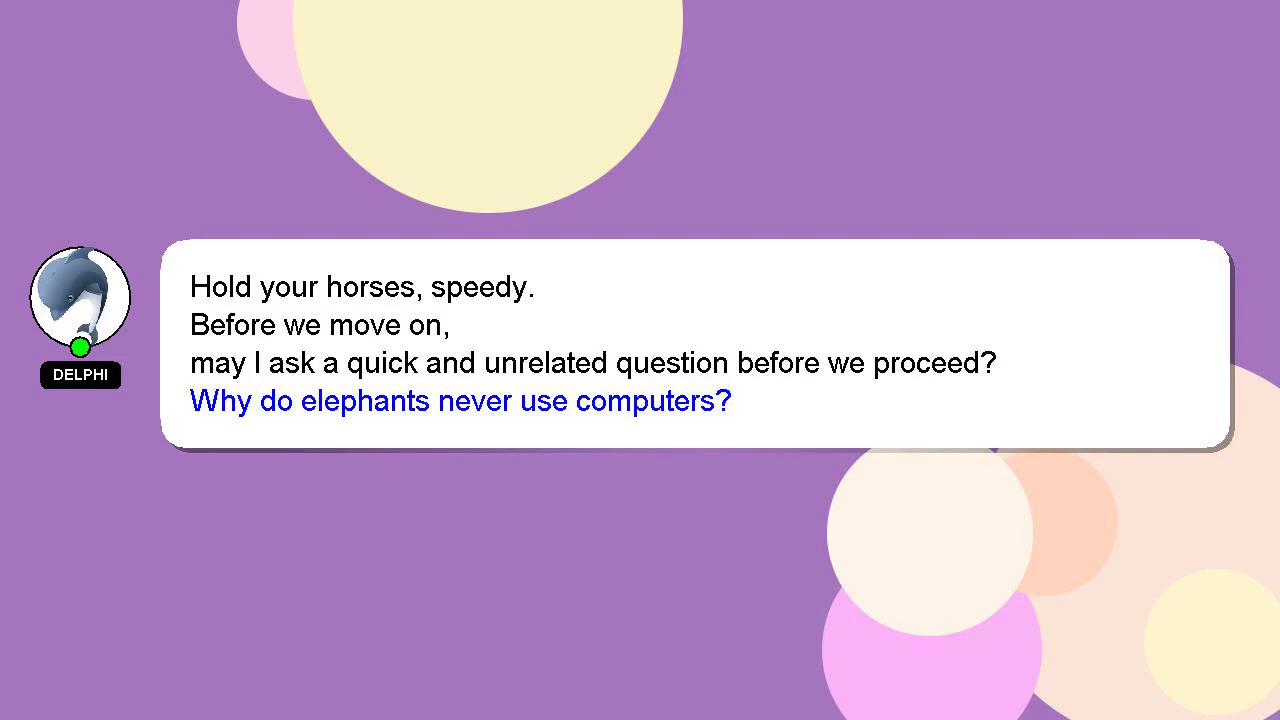 Hold your horses, speedy.
Before we move on,
may I ask a quick and unrelated question before we proceed?
Why do elephants never use computers?
DELPHI